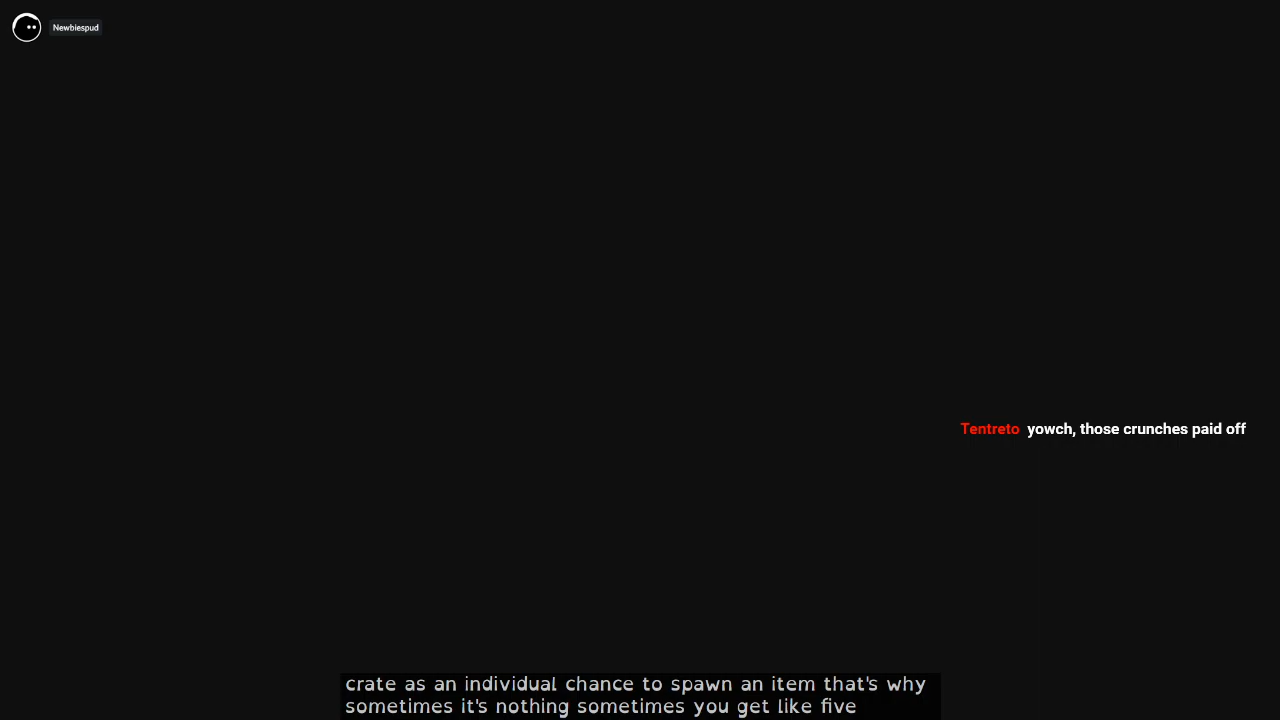 Newbiespud
Tentreto yowch, those crunches paid off
crate as an individual chance to spawn an item that's why
sometimes it's nothing sometimes you get like five